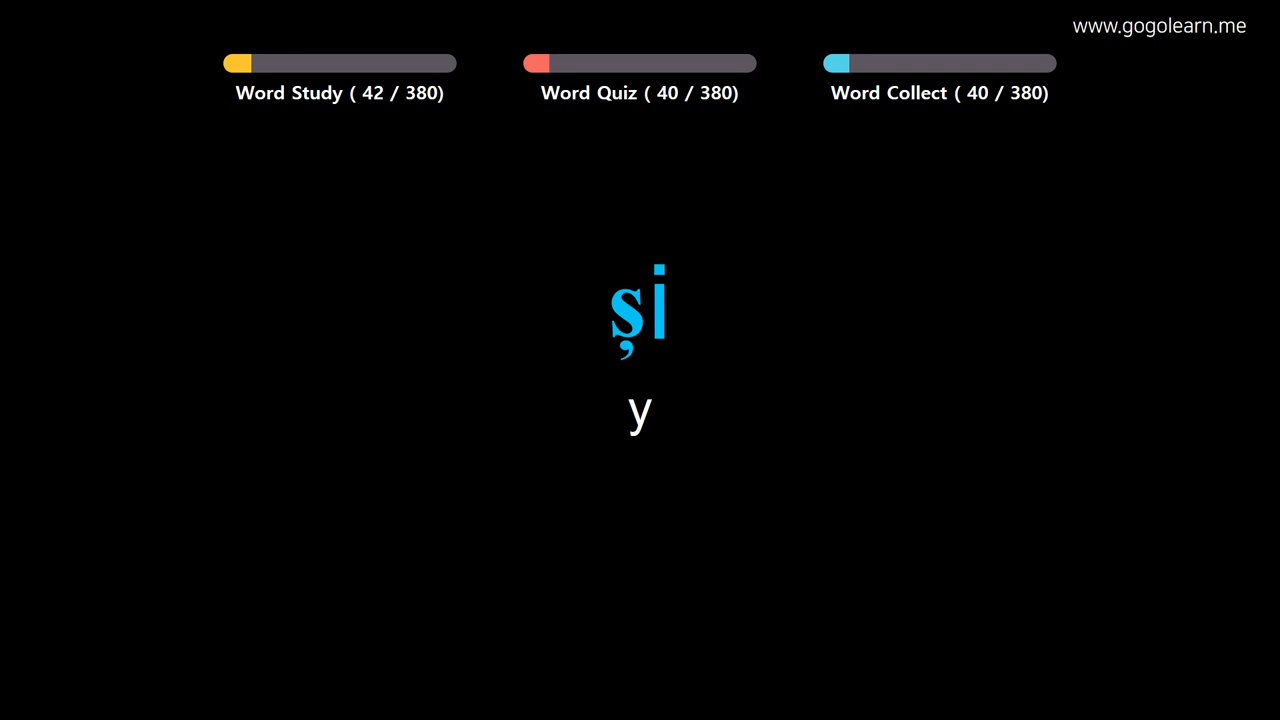 www.gogolearn.me
Word Study ( 42 / 380)
Word Quiz ( 40 / 380)
Word Collect ( 40 / 380)
și
y